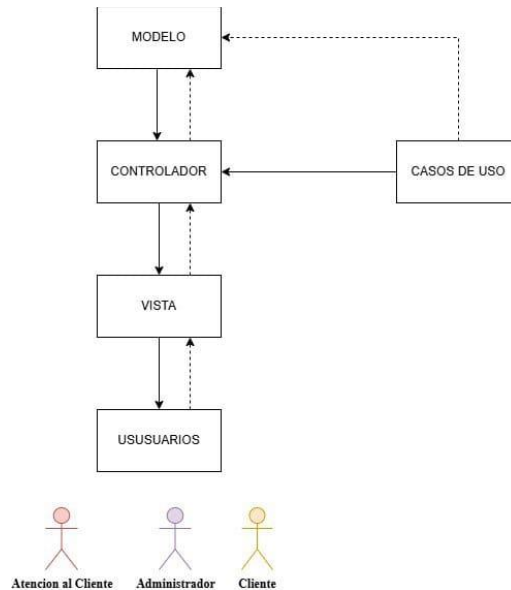 MODELO
CONTROLADOR
CASOS DE USO
VISTA
USUSUARIOS
Atencion al Cliente
Administrador
Cliente